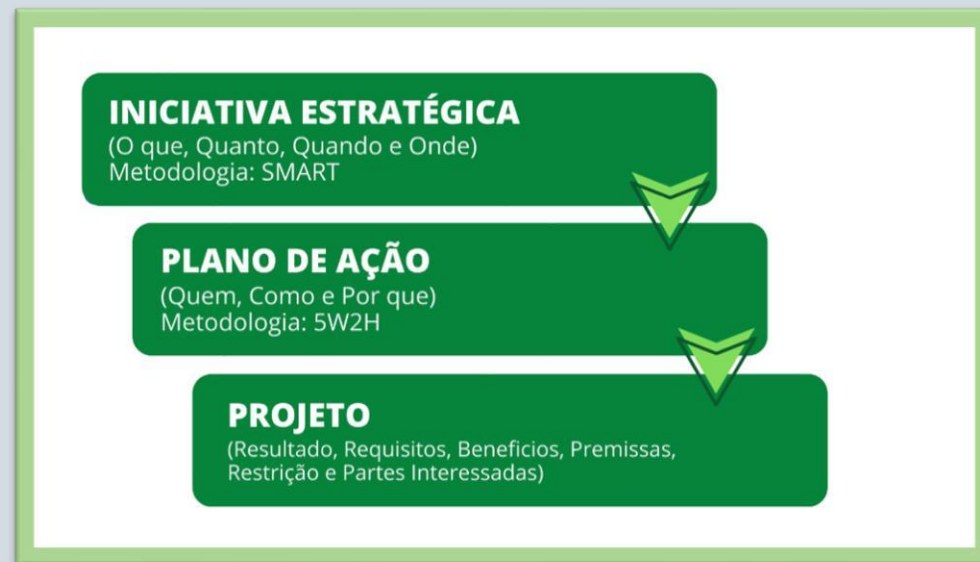 INICIATIVA ESTRATÉGICA
(O que, Quanto, Quando e Onde)
Metodologia: SMART
PLANO DE AÇÃO
(Quem, Como e Por que)
Metodologia: 5W2H
PROJETO
(Resultado, Requisitos, Beneficios, Premissas,
Restrição e Partes Interessadas)